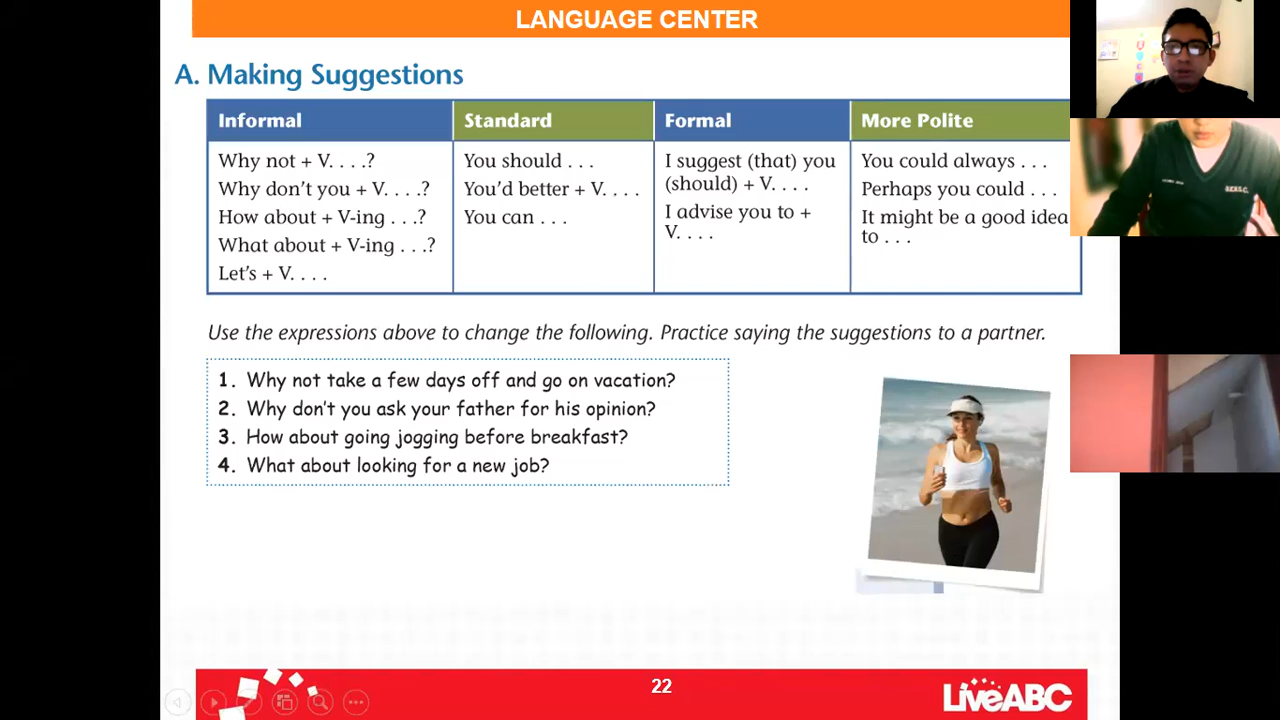 LANGUAGE CENTER
A. Making Suggestions
Informal
Standard
Formal
More Polite
Why not + V. . . .?
Why don't you + V. . . .?
How about + V-ing . . .?
What about + V-ing . . .?
Let's + V. . . .
You should . . .
You'd better + V. . . .
You can . . .
I suggest (that) you
(should) + V. . . .
I advise you to +
V. . . .
You could always . . .
Perhaps you could . . .
It might be a good idea
to . . .
Use the expressions above to change the following. Practice saying the suggestions to a partner.
1. Why not take a few days off and go on vacation?
2. Why don't you ask your father for his opinion?
3. How about going jogging before breakfast?
4. What about looking for a new job?
22
LiveABC